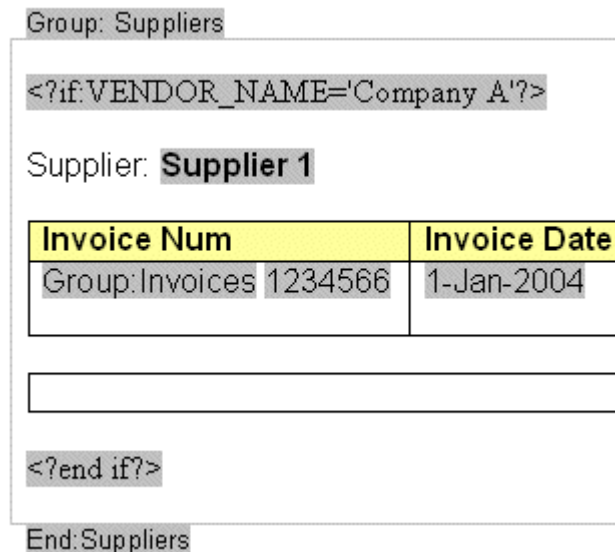 Group: Suppliers
<?if:VENDOR_NAME='Company A'?>
Supplier: Supplier 1
Invoice Num Invoice Date
Group:Invoices 1234566 1-Jan-2004
<?end if?>
End:Suppliers